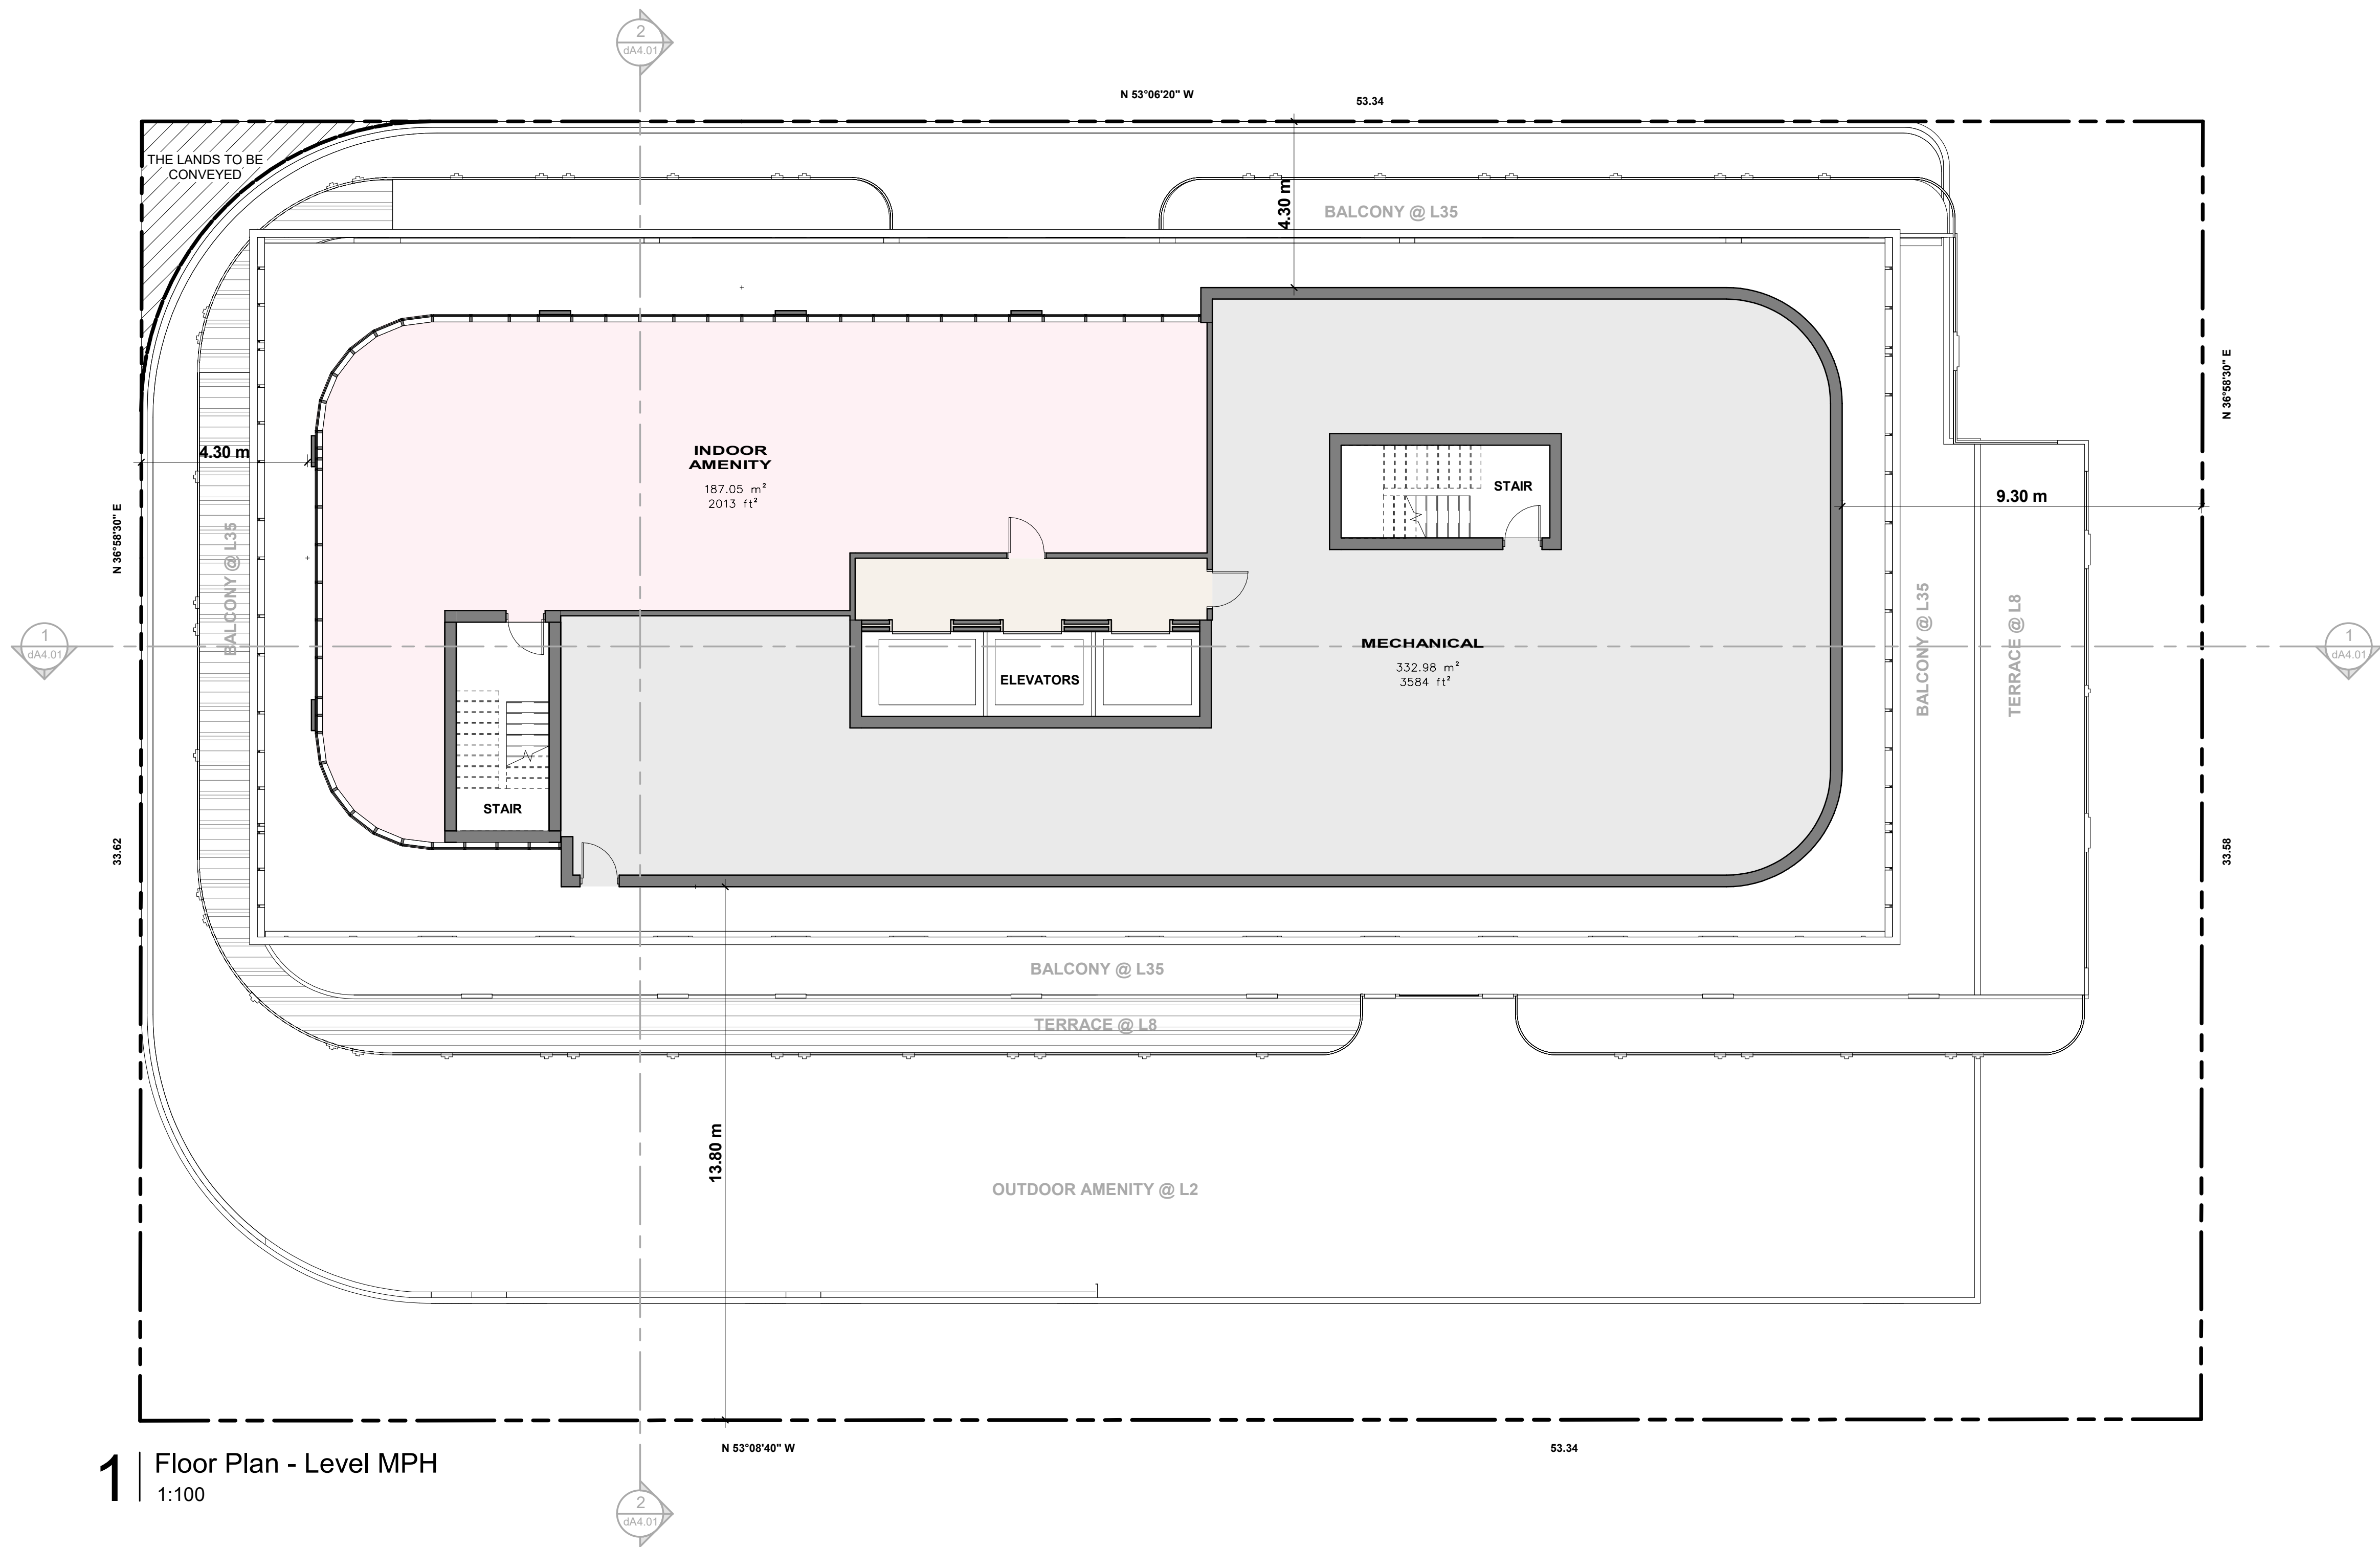 2
dA4.01
N 53°06'20" W
53.34
THE LANDS TO BE
CONVEYED
4.30 m
BALCONY @ L35
N 36°58'30" E
INDOOR
AMENITY
187.05 m²
2013 ft²
4.30 m
STAIR
9.30 m
N 36°58'30" E
BALCONY @ L35
1
dA4.01
MECHANICAL
332.98 m²
3584 ft²
ELEVATORS
BALCONY @ L35
TERRACE @ L8
1
dA4.01
STAIR
33.62
33.58
BALCONY @ L35
TERRACE @ L8
13.80 m
OUTDOOR AMENITY @ L2
N 53°08'40" W
53.34
1
Floor Plan - Level MPH
1:100
2
dA4.01